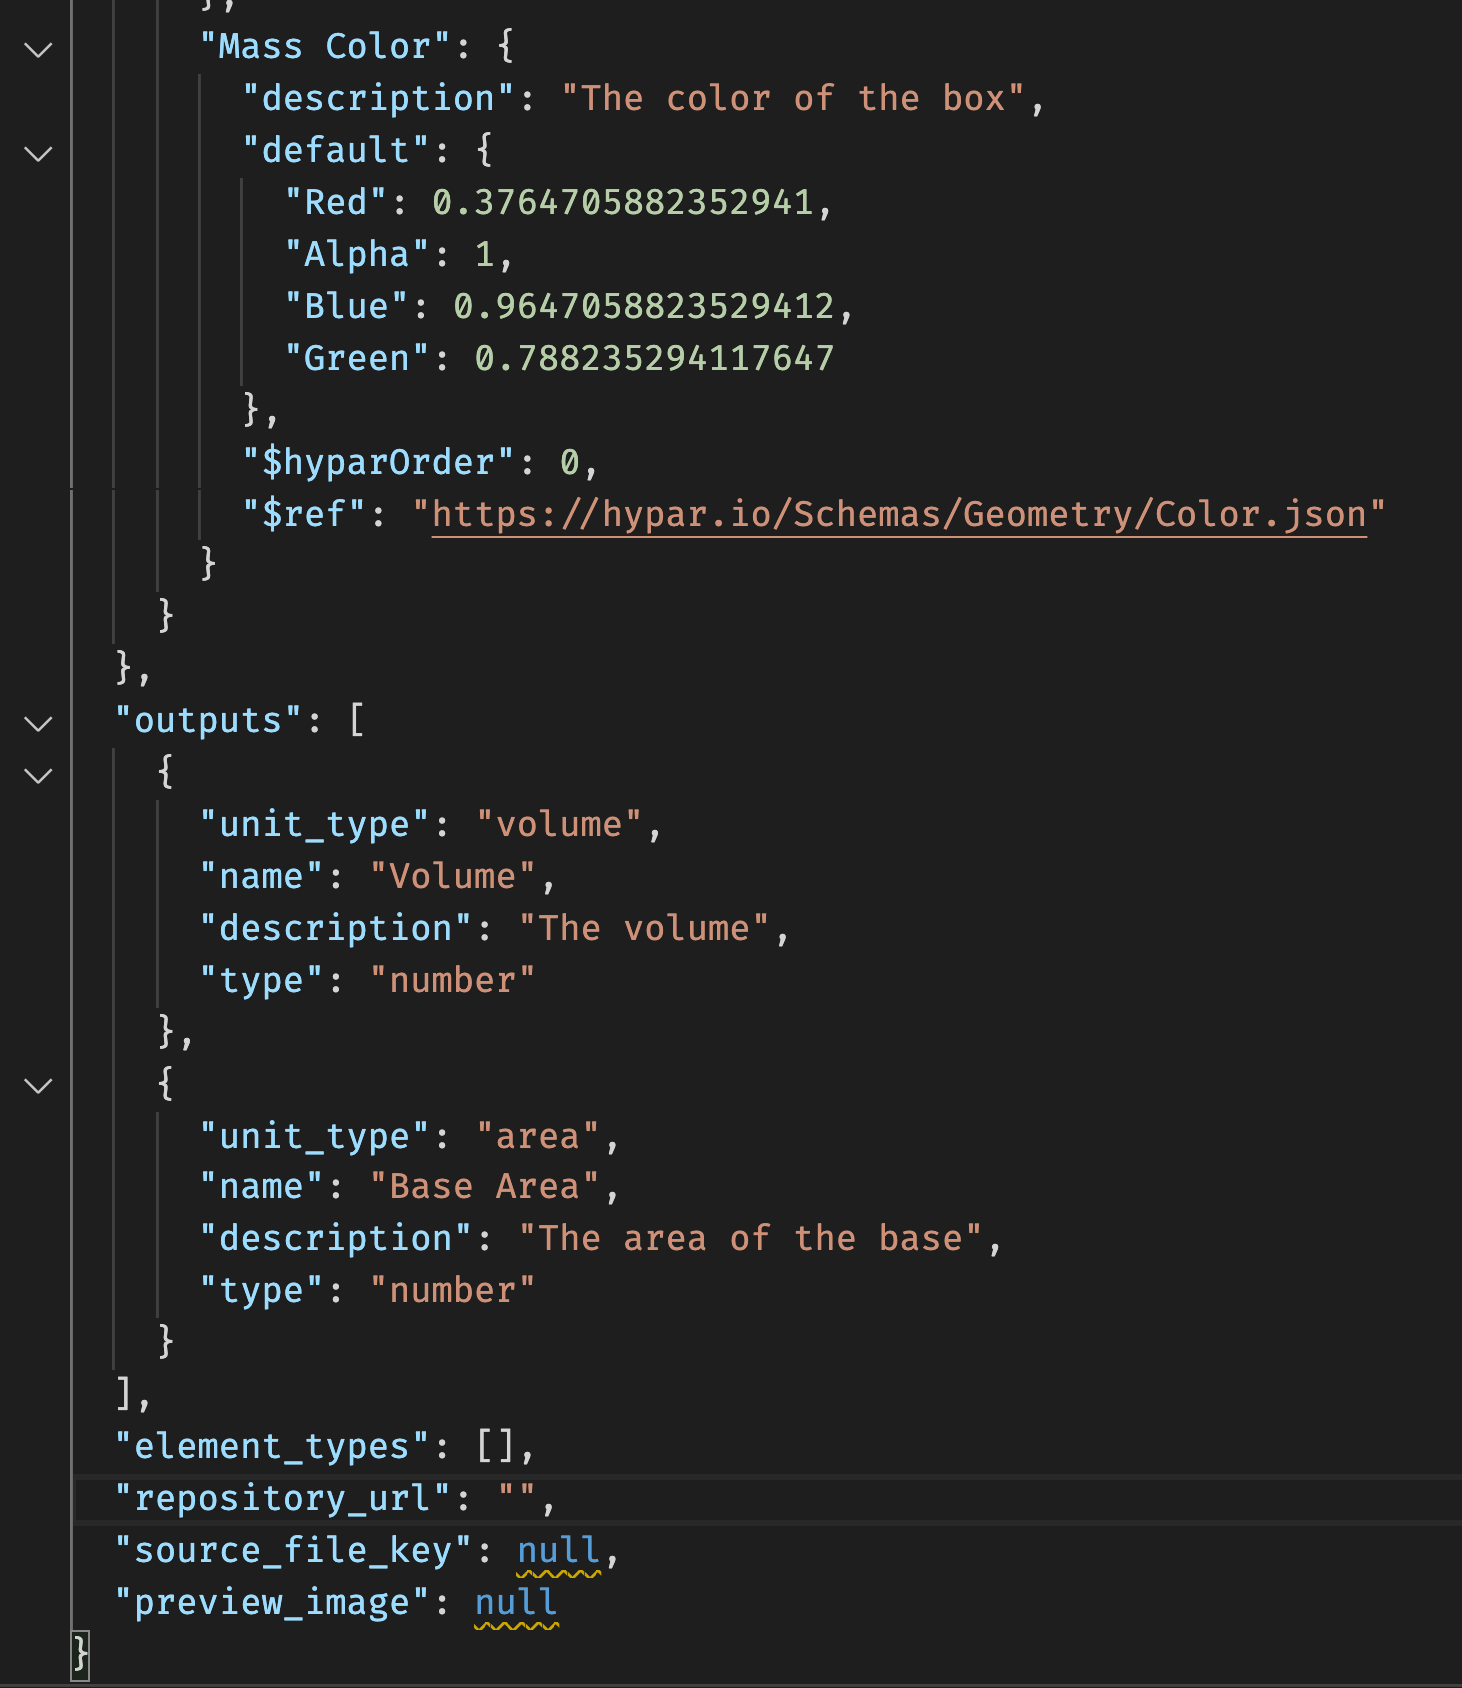 },
"Mass Color": {
"description": "The color of the box",
"default": {
"Red": 0.3764705882352941,
"Alpha": 1,
"Blue": 0.9647058823529412,
"Green": 0.788235294117647
},
"$hyparOrder": 0,
"$ref": "https://hypar.io/Schemas/Geometry/Color.json"
}
}
},
"outputs": [
{
"unit_type": "volume",
"name": "Volume",
"description": "The volume",
"type": "number"
},
{
"unit_type": "area",
"name": "Base Area",
"description": "The area of the base",
"type": "number"
}
],
"element_types": [],
"repository_url": "",
"source_file_key": null,
"preview_image": null
}